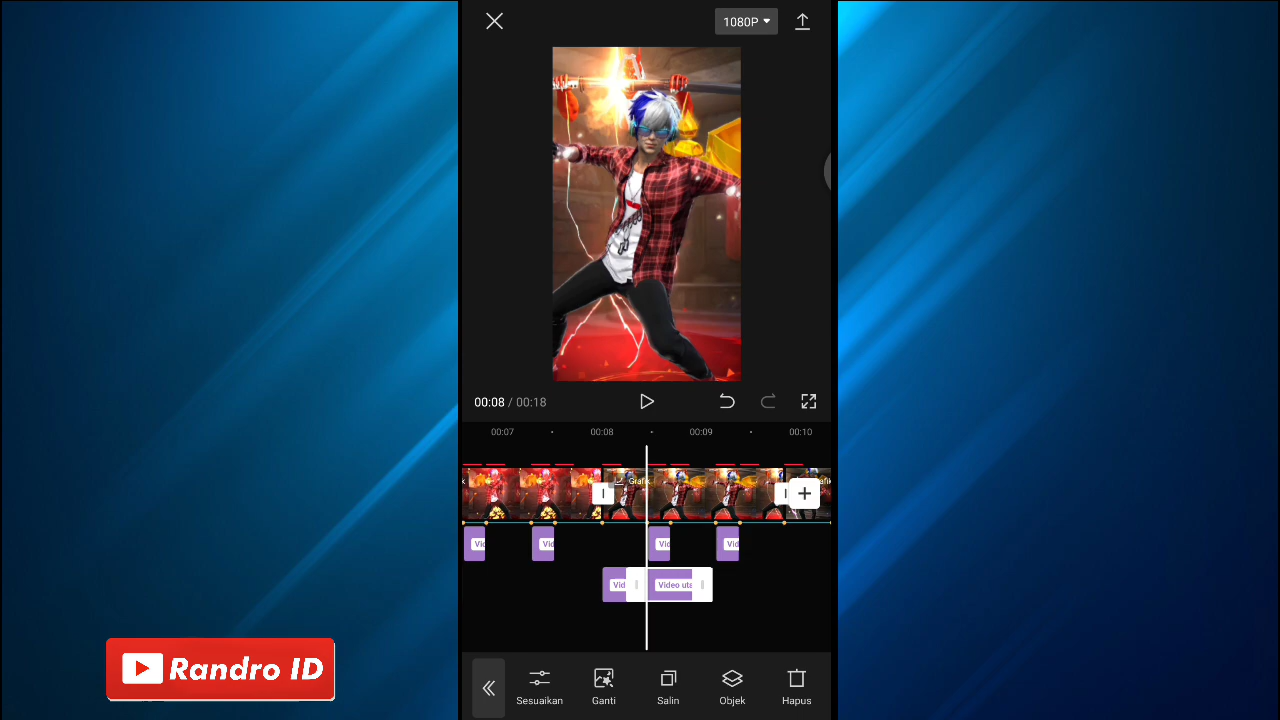 1080P
00:08 / 00:18
00:07
00:08
00:09
00:10
Grafik
Vid
Vid
Vid
Vid
Vid
Video uta
Randro ID
Sesuaikan
Ganti
Salin
Objek
Hapus